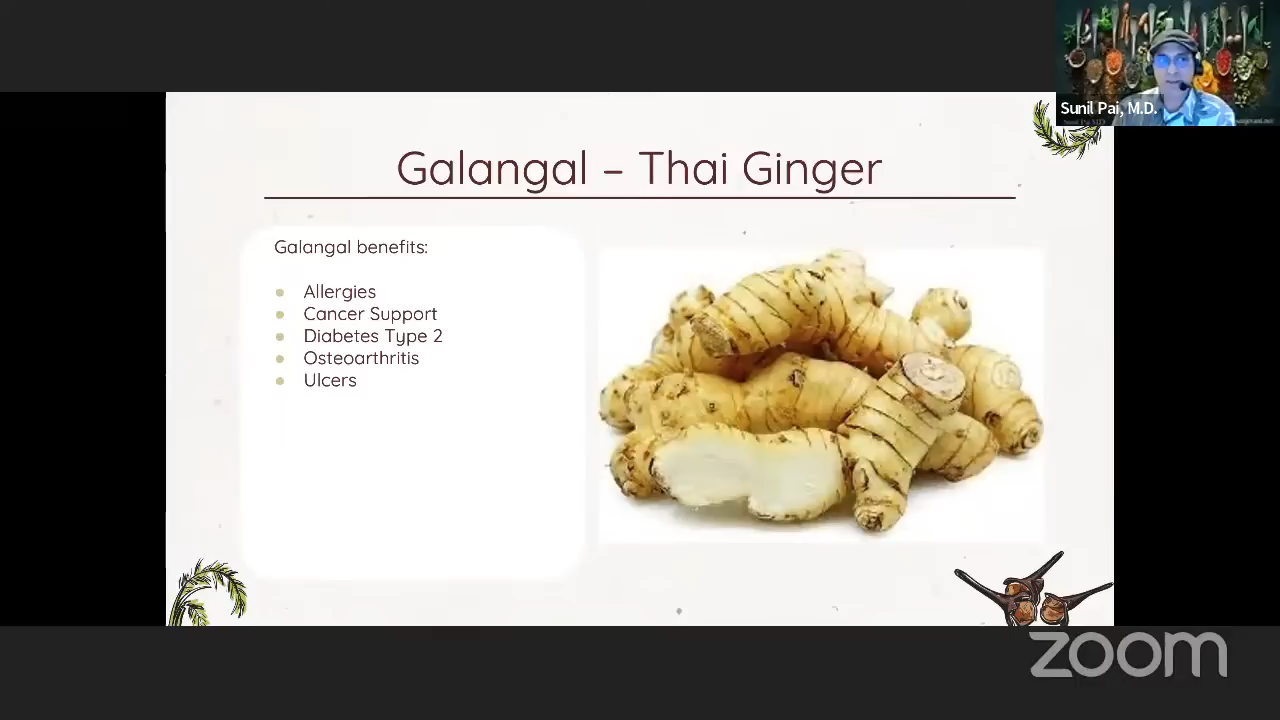 Sunil Pai, M.D.
Galangal – Thai Ginger
Galangal benefits:
Allergies
Cancer Support
Diabetes Type 2
Osteoarthritis
Ulcers
zoom